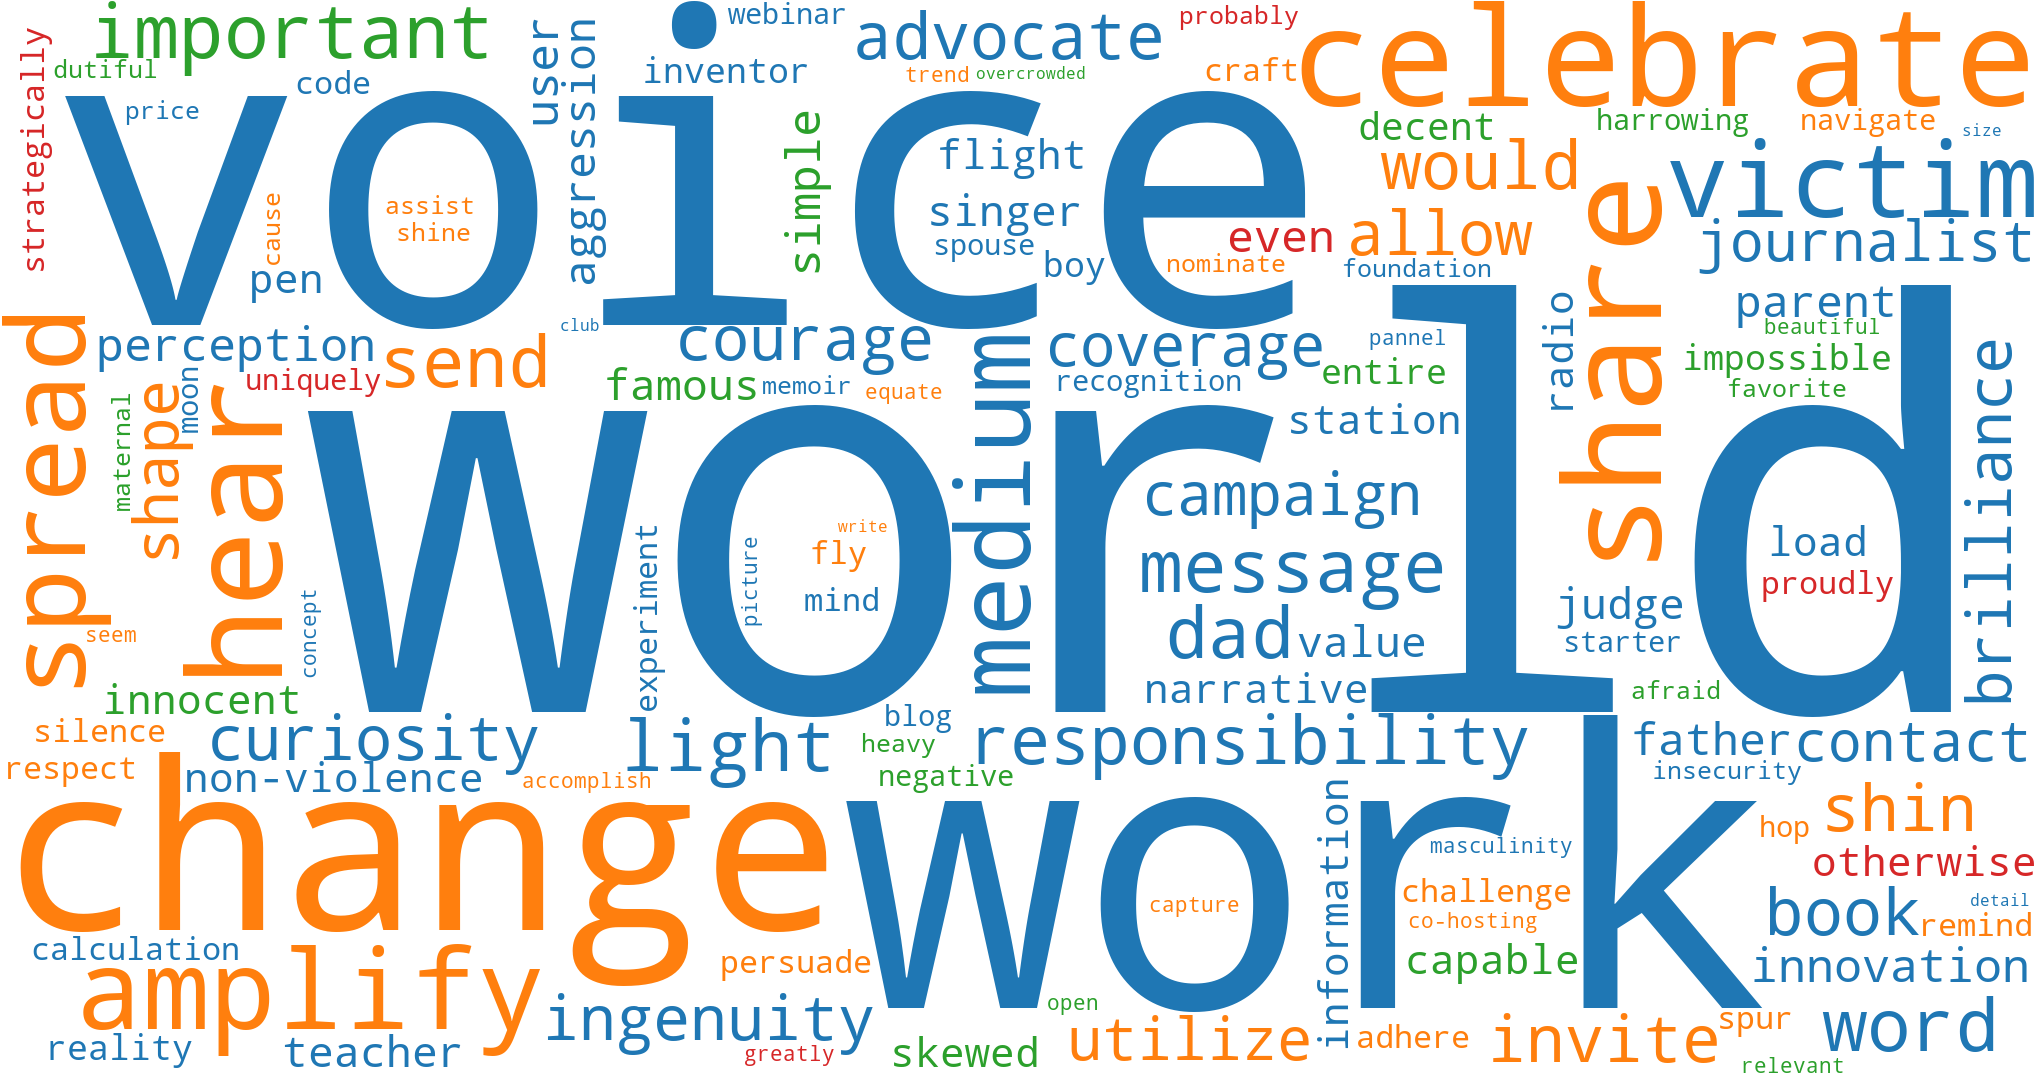 important
webinar
advocate
probably
celebrate
strategically
dutiful
code
user
aggression
inventor
trend
overcrowded
craft
price
voice
simple
flight
decent
harrowing
navigate
size
would
victim
cause
assist
shine
singer
spouse
boy
even
nominate
allow
foundation
share
journalist
pen
spread
perception
send
club
courage
medium
coverage
pannel
radio
parent
beautiful
impossible
favorite
brilliance
uniquely
famous
memoir
equate
recognition
entire
moon
maternal
shape
hear
world
station
campaign
message
write
fly
mind
picture
experiment
concept
seem
load
proudly
judge
starter
dad
value
narrative
afraid
innocent
silence
respect
curiosity
non-violence
light
blog
heavy
negative
accomplish
responsibility
father
contact
insecurity
change
work
information
masculinity
hop
shin
otherwise
challenge
co-hosting
capture
capable
book
detail
remind
innovation
calculation
amplify
persuade
ingenuity
open
reality
teacher
greatly
skewed
utilize
adhere
invite
spur
word
relevant